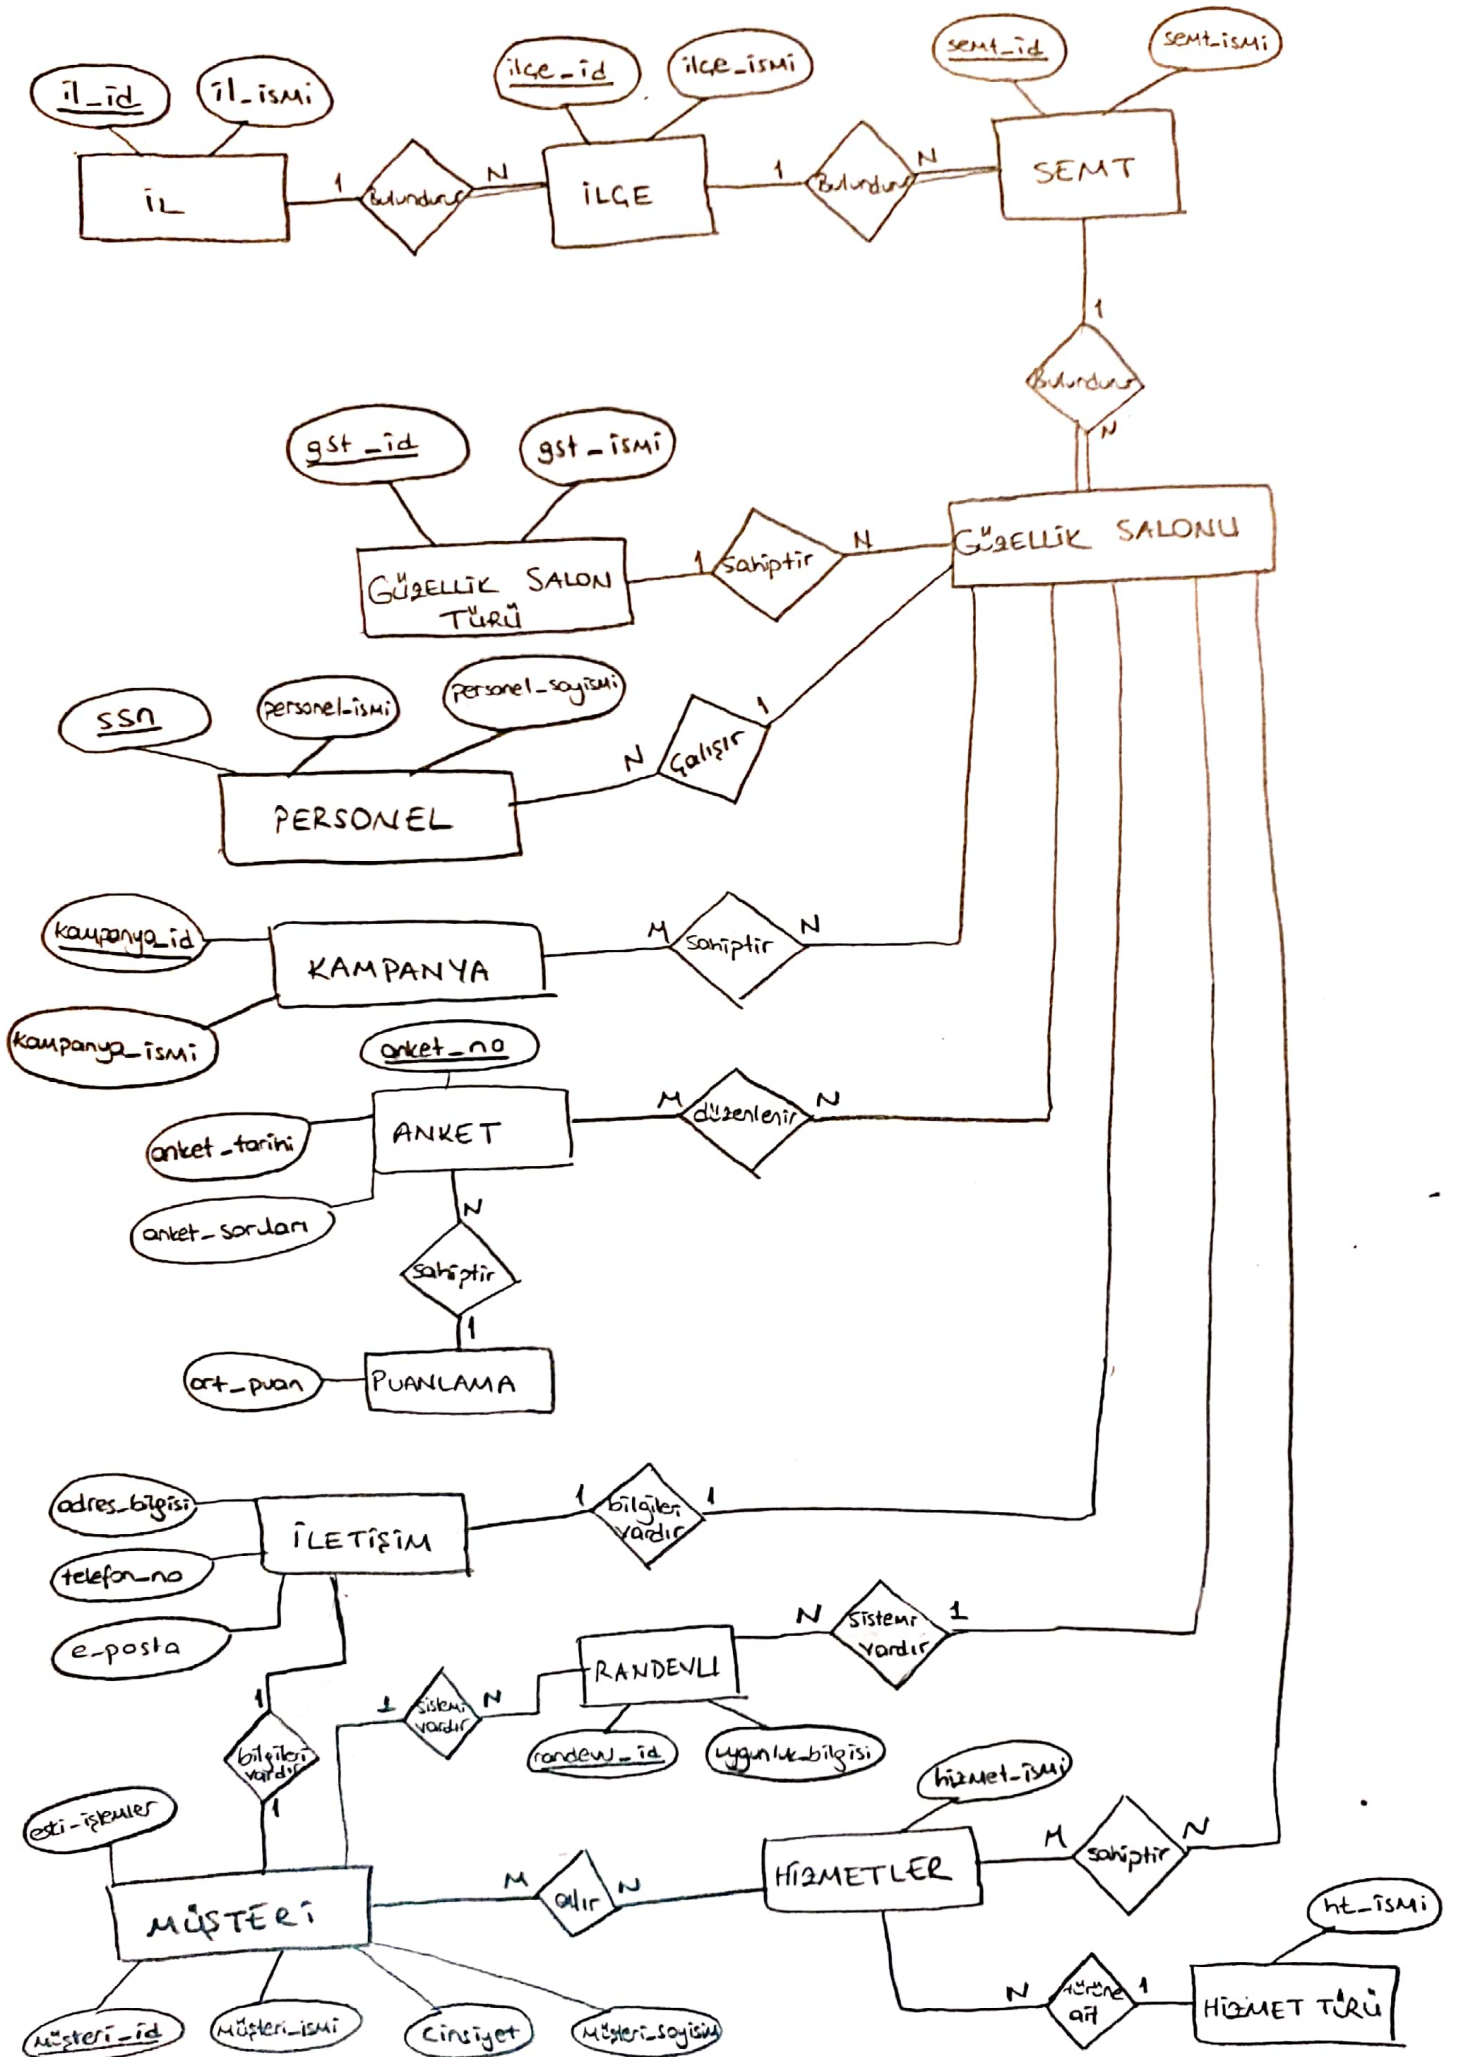 il_id
il_ismi
ilçe_id
ilçe_ismi
semt_id
semt_ismi
İL
1
Bulundurur
N
İLÇE
1
Bulundurur
N
SEMT
1
Bulundurur
N
gst_id
gst_ismi
GÜZELLİK SALON
TÜRÜ
1
Sahiptir
N
GÜZELLİK SALONU
ssn
personel_ismi
personel_soyismi
PERSONEL
N
Çalışır
1
kampanya_id
kampanya_ismi
KAMPANYA
M
Sahiptir
N
anket_no
anket_tarihi
anket_soruları
ANKET
M
düzenlenir
N
N
Sahiptir
1
ort_puan
PUANLAMA
adres_bilgisi
telefon_no
e_posta
İLETİŞİM
1
bilgileri
vardır
1
N
Sistemi
vardır
1
RANDEVU
randevu_id
uygunluk_bilgisi
1
Sistemi
vardır
N
1
bilgileri
vardır
1
eski_işlemler
MÜŞTERİ
müşteri_id
müşteri_ismi
cinsiyet
müşteri_soyisim
M
alır
N
hizmet_ismi
HİZMETLER
M
sahiptir
N
N
türüne
ait
1
ht_ismi
HİZMET TÜRÜ